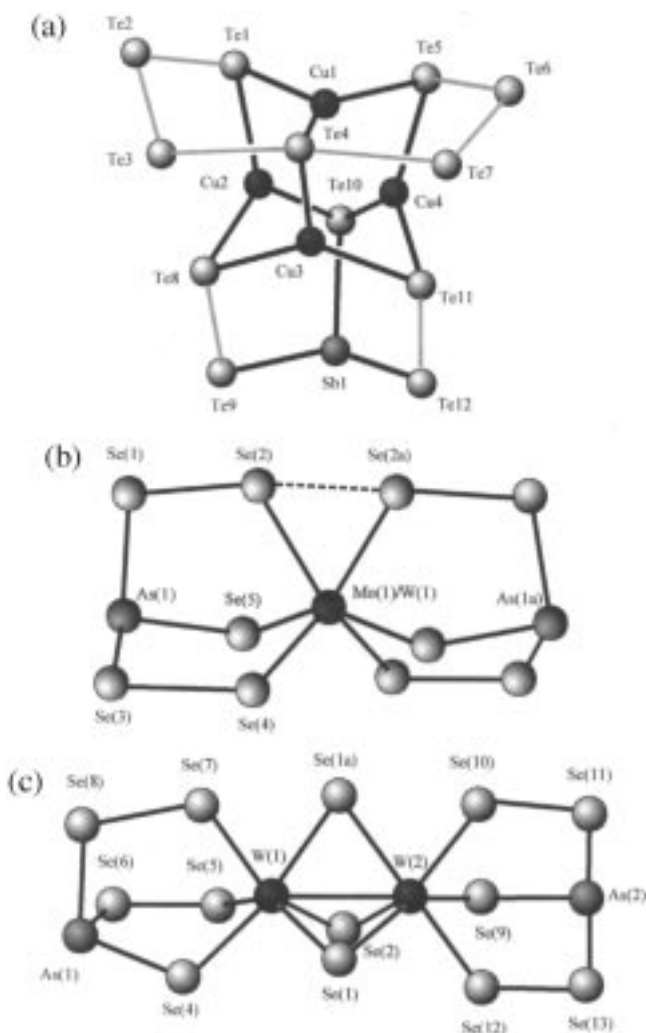 (a)
Te2 Te1 Te5
Cu1 Te6
Te4
Te3 Te10 Te7
Cu2 Cu4
Cu3
Te8 Te11
Te9 Sb1 Te12
(b)
Se(1) Se(2) Se(2a)
As(1) Se(5) Mo(1)/W(1) As(1a)
Se(3) Se(4)
(c)
Se(8) Se(7) Se(1a) Se(10) Se(11)
Se(6) Se(5) W(1) W(2)
As(2)
Se(2) Se(9)
As(1) Se(4) Se(1) Se(12) Se(13)